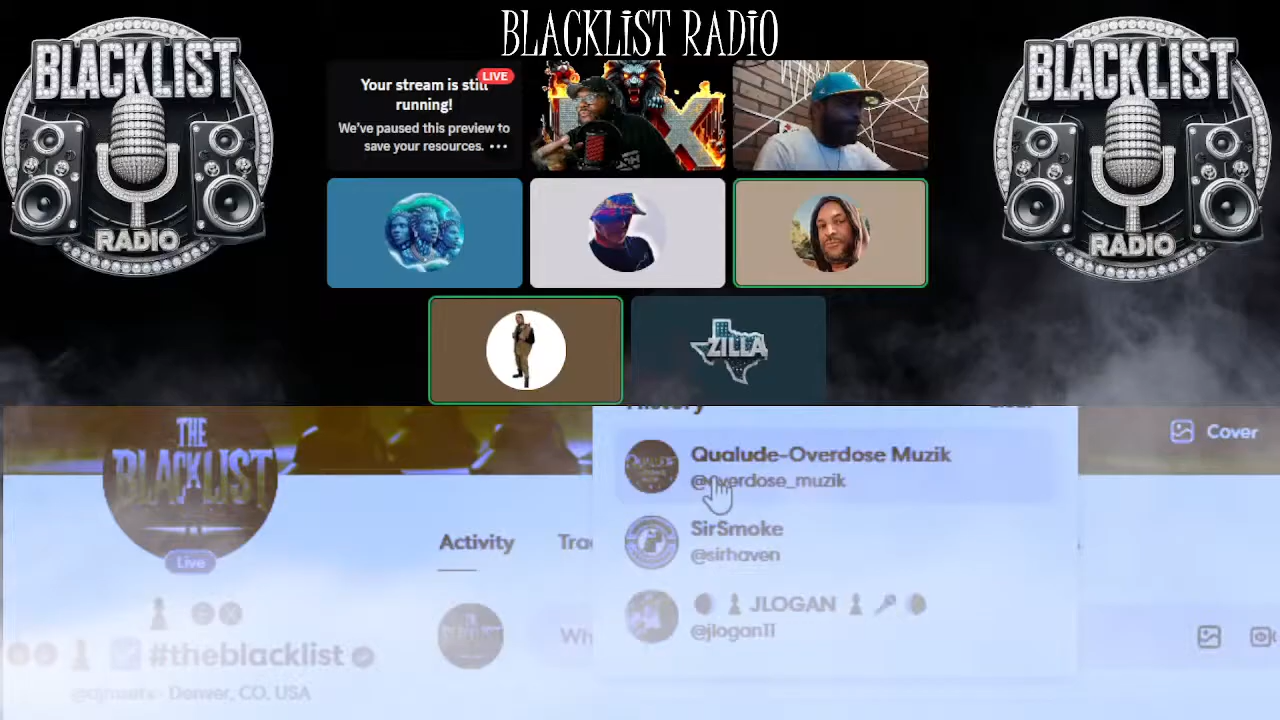 BLACKLIST RADIO
BLACKLIST
RADIO
BLACKLIST
RADIO
LIVE
Your stream is still
running!
We've paused this preview to
save your resources.
ZILLA
THE
BLACKLIST
Live
#theblacklist
Denver, CO, USA
Activity
History
Clear
Qualude-Overdose Muzik
@overdose_muzik
SirSmoke
@sirhaven
JLOGAN
@jlogan11
Cover